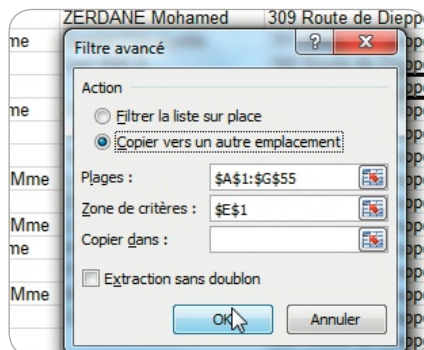 ZERDANE Mohamed 309 Route de Diepp
me
Filtre avancé
?
X
Action
Filtrer la liste sur place
me
Copier vers un autre emplacement
Mme Plages : $A$1:$G$55
Zone de critères : $E$1
Mme
me
Copier dans :
Extraction sans doublon
Mme
OK Annuler